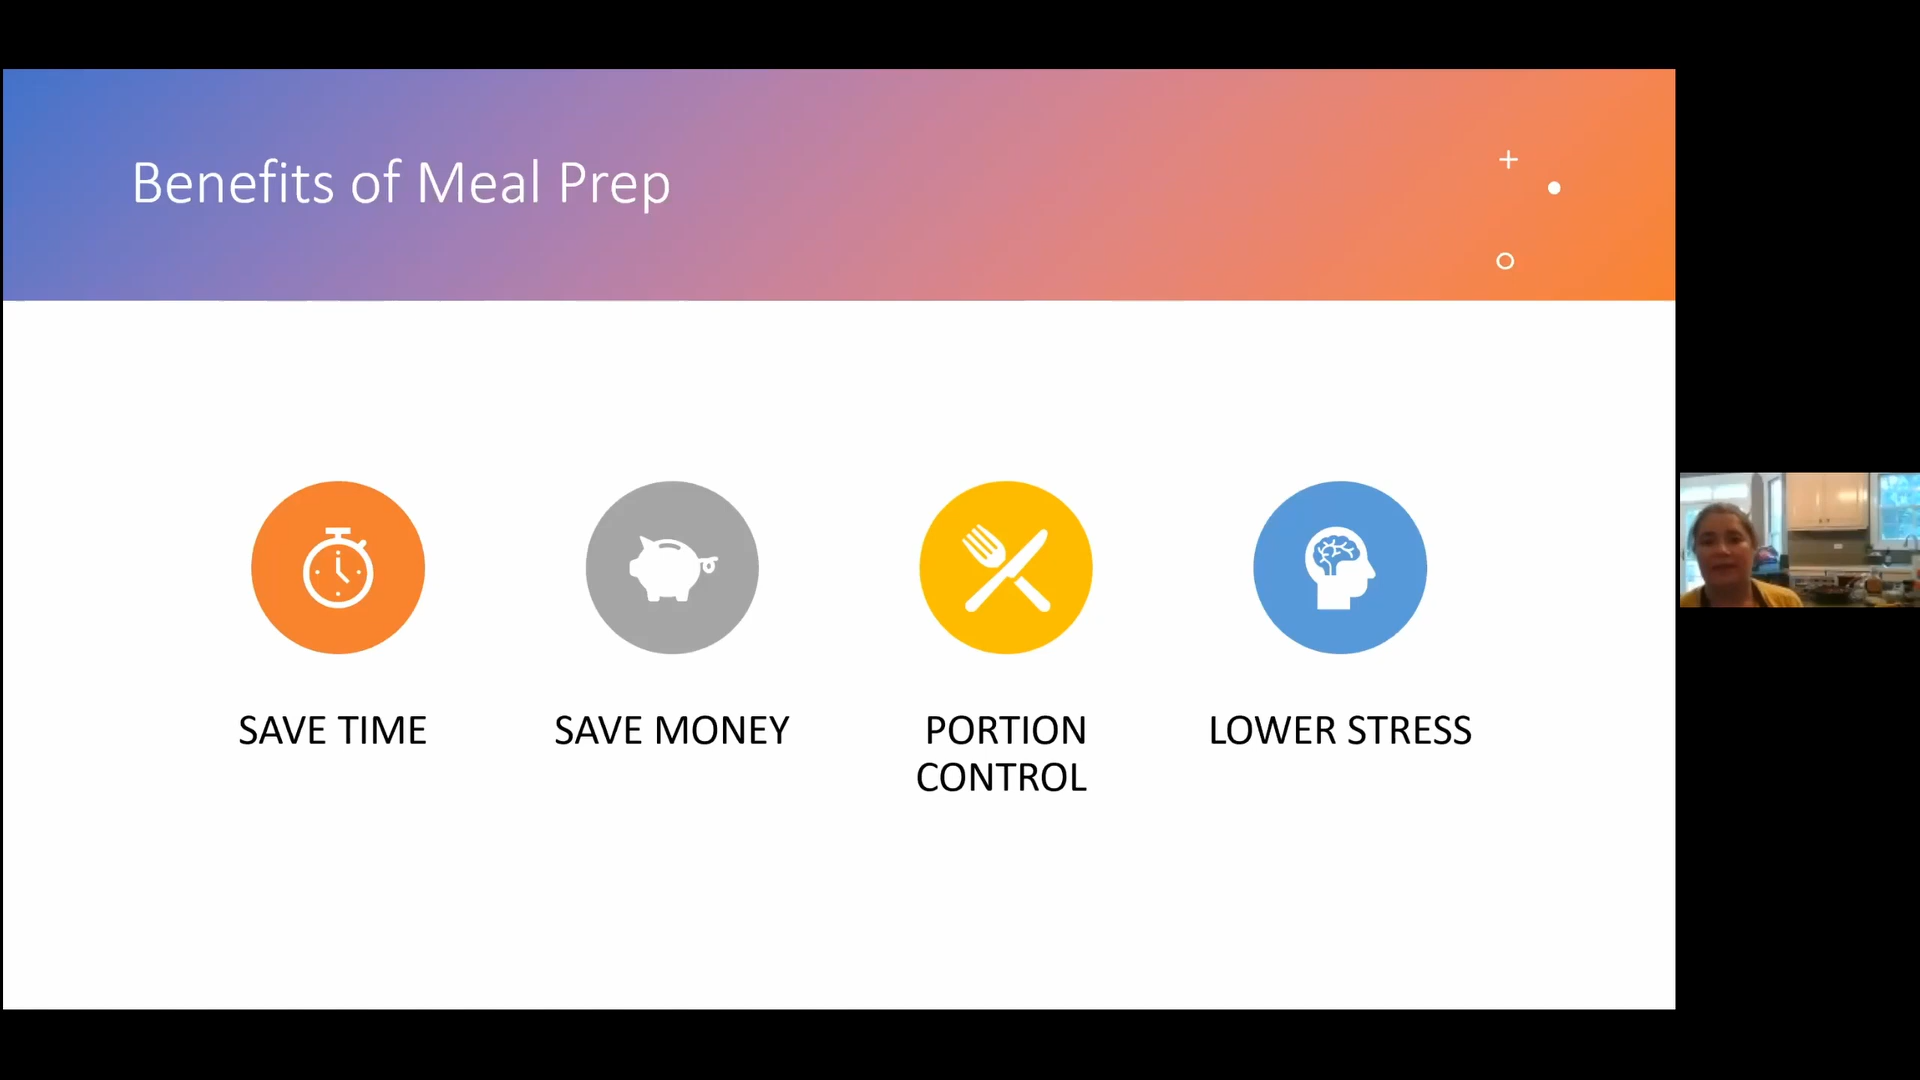 Benefits of Meal Prep
SAVE TIME
SAVE MONEY
PORTION
CONTROL
LOWER STRESS